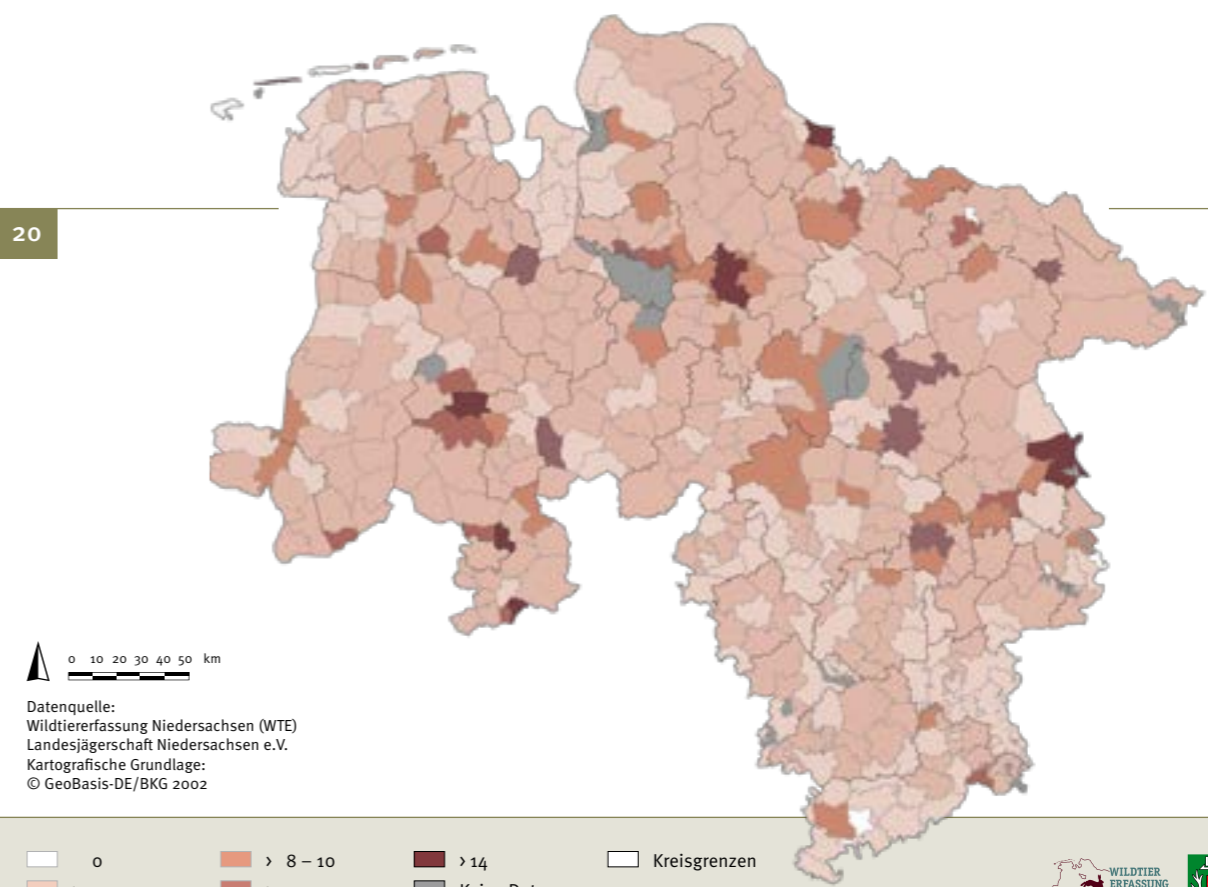 20
0 10 20 30 40 50 km
Datenquelle:
Wildtiererfassung Niedersachsen (WTE)
Landesjägerschaft Niedersachsen e.V.
Kartografische Grundlage:
© GeoBasis-DE/BKG 2002
0
> 8 – 10
> 14
Kreisgrenzen
WILDTIER
ERFASSUNG